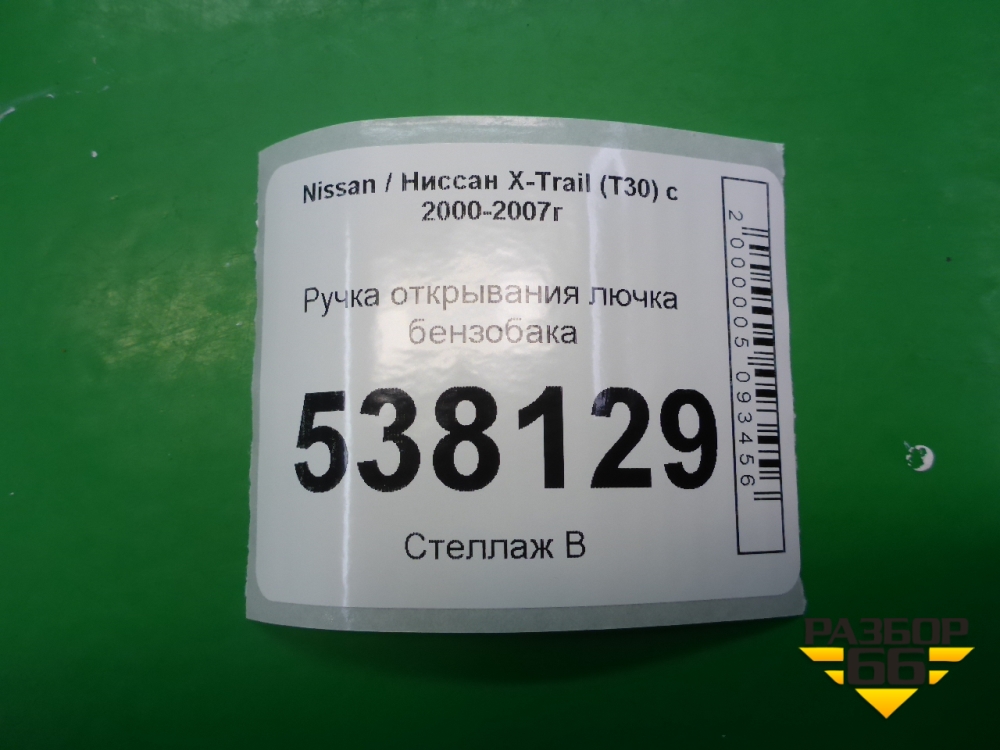 Nissan / Ниссан X-Trail (T30) с
2000-2007г
Ручка открывания лючка
бензобака
538129
Стеллаж В
2000005093456
РАЗБОР
66